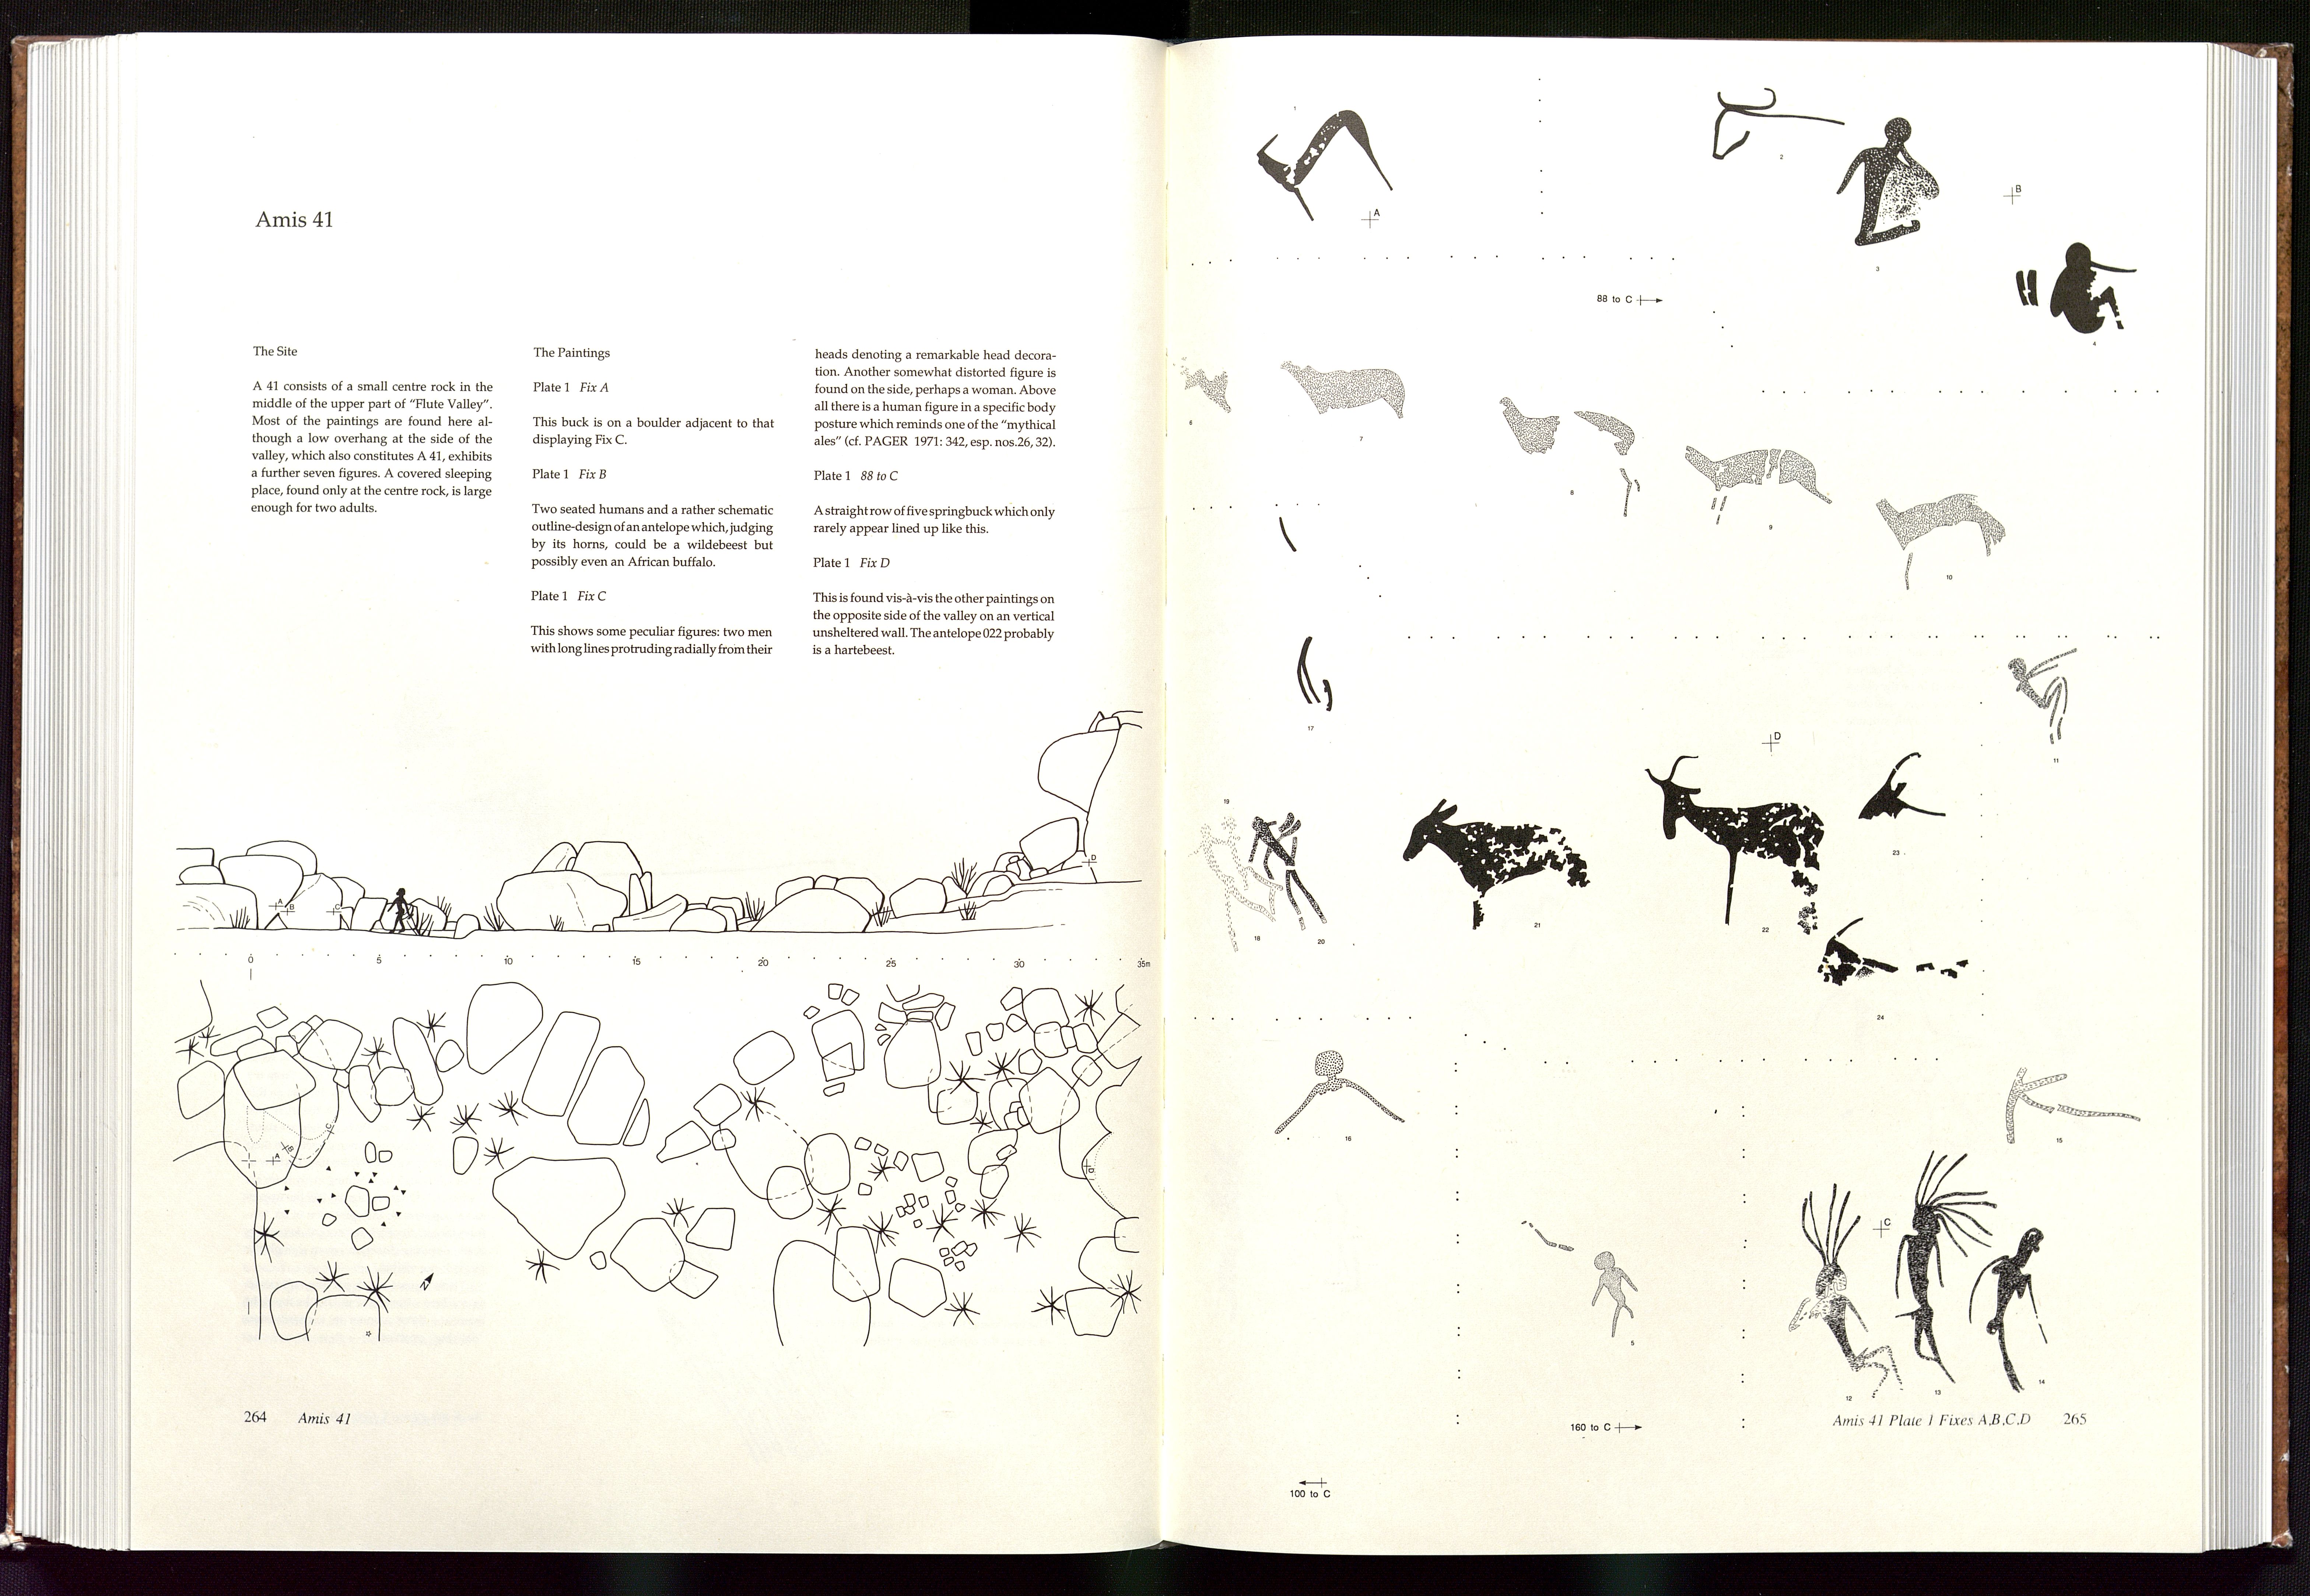 Amis 41
The Site
A 41 consists of a small centre rock in the
middle of the upper part of “Flute Valley”.
Most of the paintings are found here al-
though a low overhang at the side of the
valley, which also constitutes A 41, exhibits
a further seven figures. A covered sleeping
place, found only at the centre rock, is large
enough for two adults.
The Paintings
Plate 1 Fix A
This buck is on a boulder adjacent to that
displaying Fix C.
Plate 1 Fix B
Two seated humans and a rather schematic
outline-design of an antelope which, judging
by its horns, could be a wildebeest but
possibly even an African buffalo.
Plate 1 Fix C
This shows some peculiar figures: two men
with long lines protruding radially from their
heads denoting a remarkable head decora-
tion. Another somewhat distorted figure is
found on the side, perhaps a woman. Above
all there is a human figure in a specific body
posture which reminds one of the “mythical
ales” (cf. PAGER 1971: 342, esp. nos.26, 32).
Plate 1 88 to C
A straight row of five springbuck which only
rarely appear lined up like this.
Plate 1 Fix D
This is found vis-à-vis the other paintings on
the opposite side of the valley on an vertical
unsheltered wall. The antelope 022 probably
is a hartebeest.
D
A
B
C
0 5 10 15 20 25 30 35m
C
B
A
D
N
264 Amis 41
1
A
2
B
3
4
88 to C
6
7
8
9
10
17
11
D
19
18
20
21
22
23
24
16
15
C
5
12
13
14
Amis 41 Plate 1 Fixes A,B,C,D 265
160 to C
100 to C